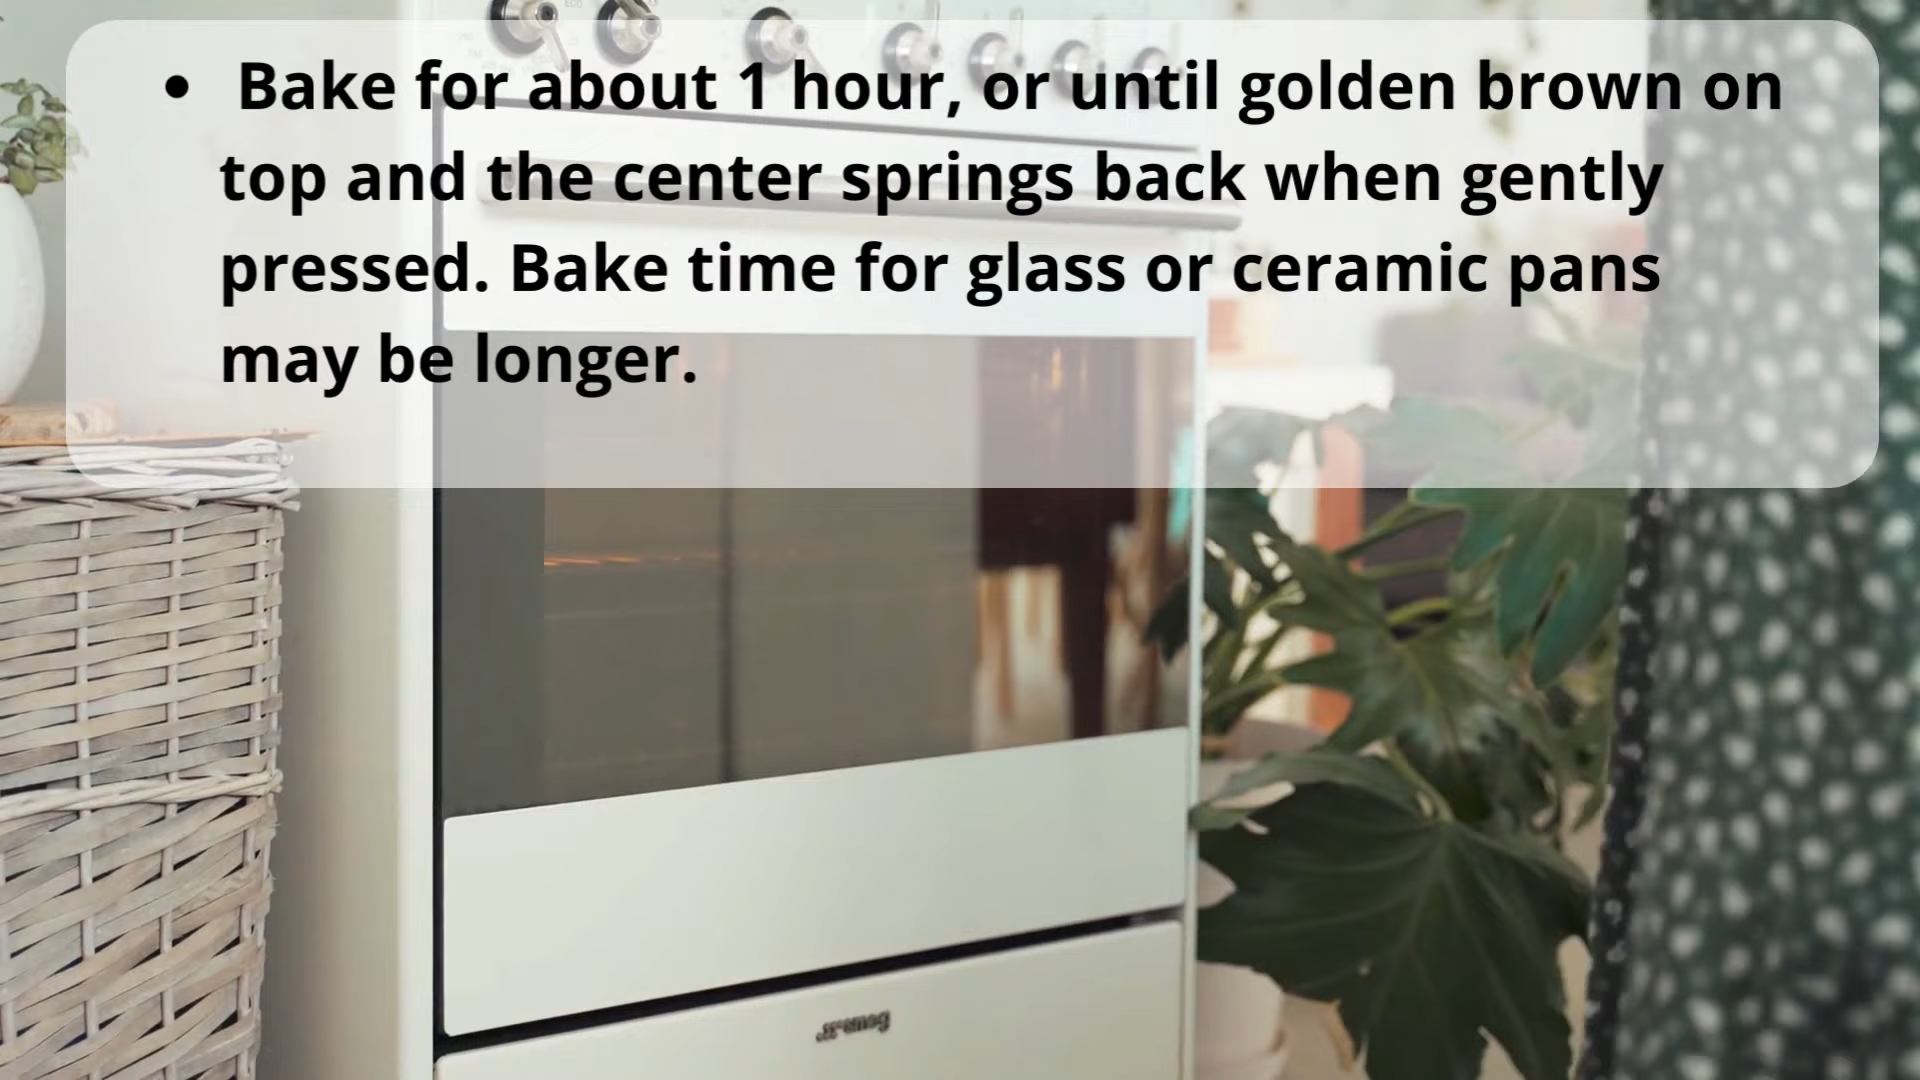 • Bake for about 1 hour, or until golden brown on
top and the center springs back when gently
pressed. Bake time for glass or ceramic pans
may be longer.